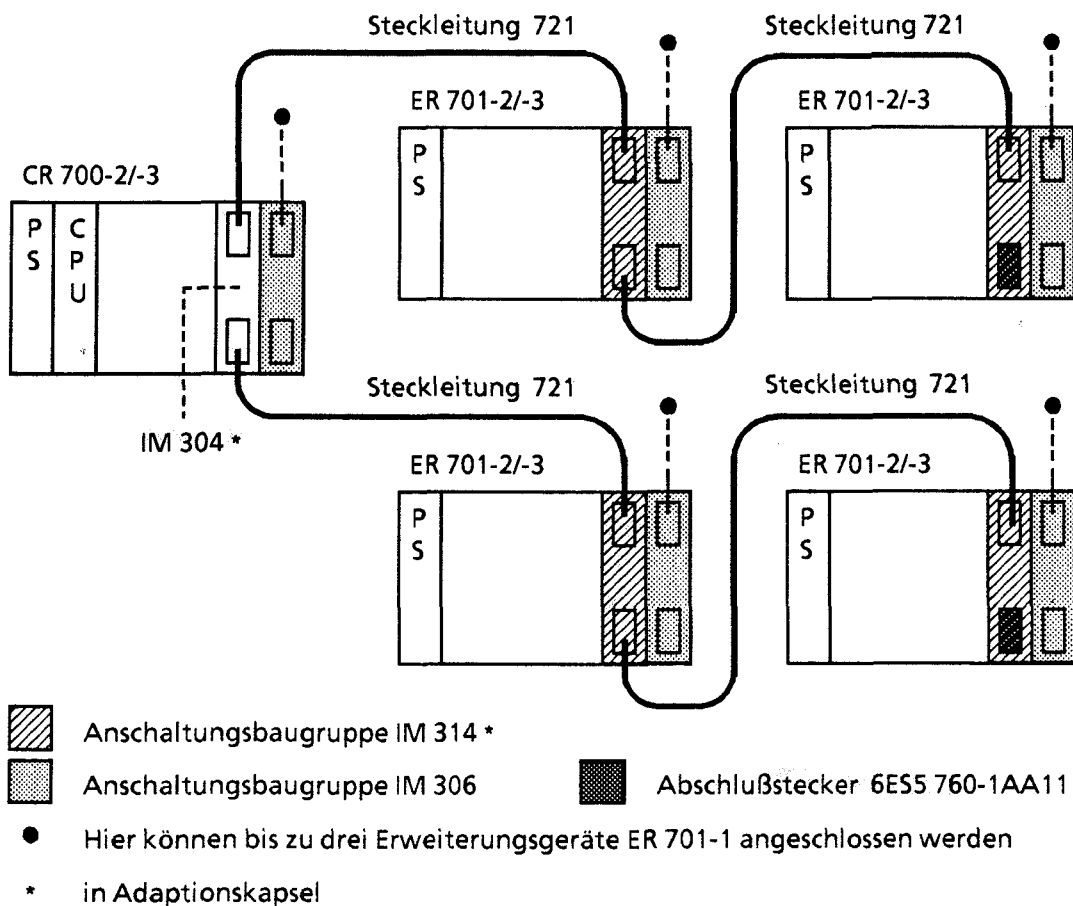 Steckleitung 721
Steckleitung 721
ER 701-2/-3
ER 701-2/-3
P
S
P
S
CR 700-2/-3
P
S
C
P
U
IM 304 *
Steckleitung 721
Steckleitung 721
ER 701-2/-3
ER 701-2/-3
P
S
P
S
Anschaltungsbaugruppe IM 314 *
Anschaltungsbaugruppe IM 306
Abschlußstecker 6ES5 760-1AA11
● Hier können bis zu drei Erweiterungsgeräte ER 701-1 angeschlossen werden
* in Adaptionskapsel